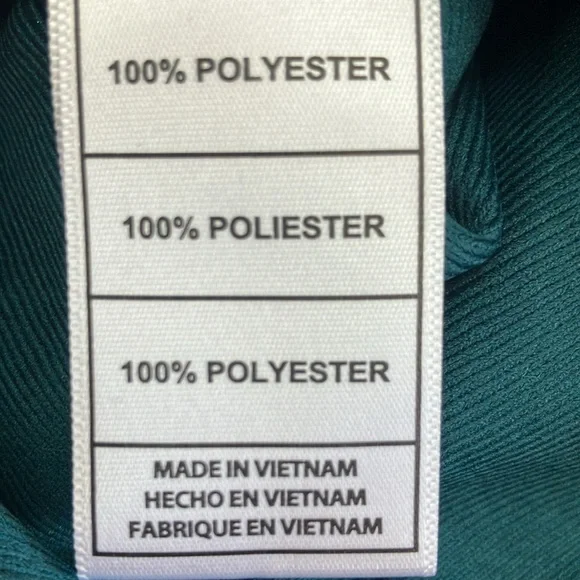 100% POLYESTER
100% POLIESTER
100% POLYESTER
MADE IN VIETNAM
HECHO EN VIETNAM
FABRIQUE EN VIETNAM